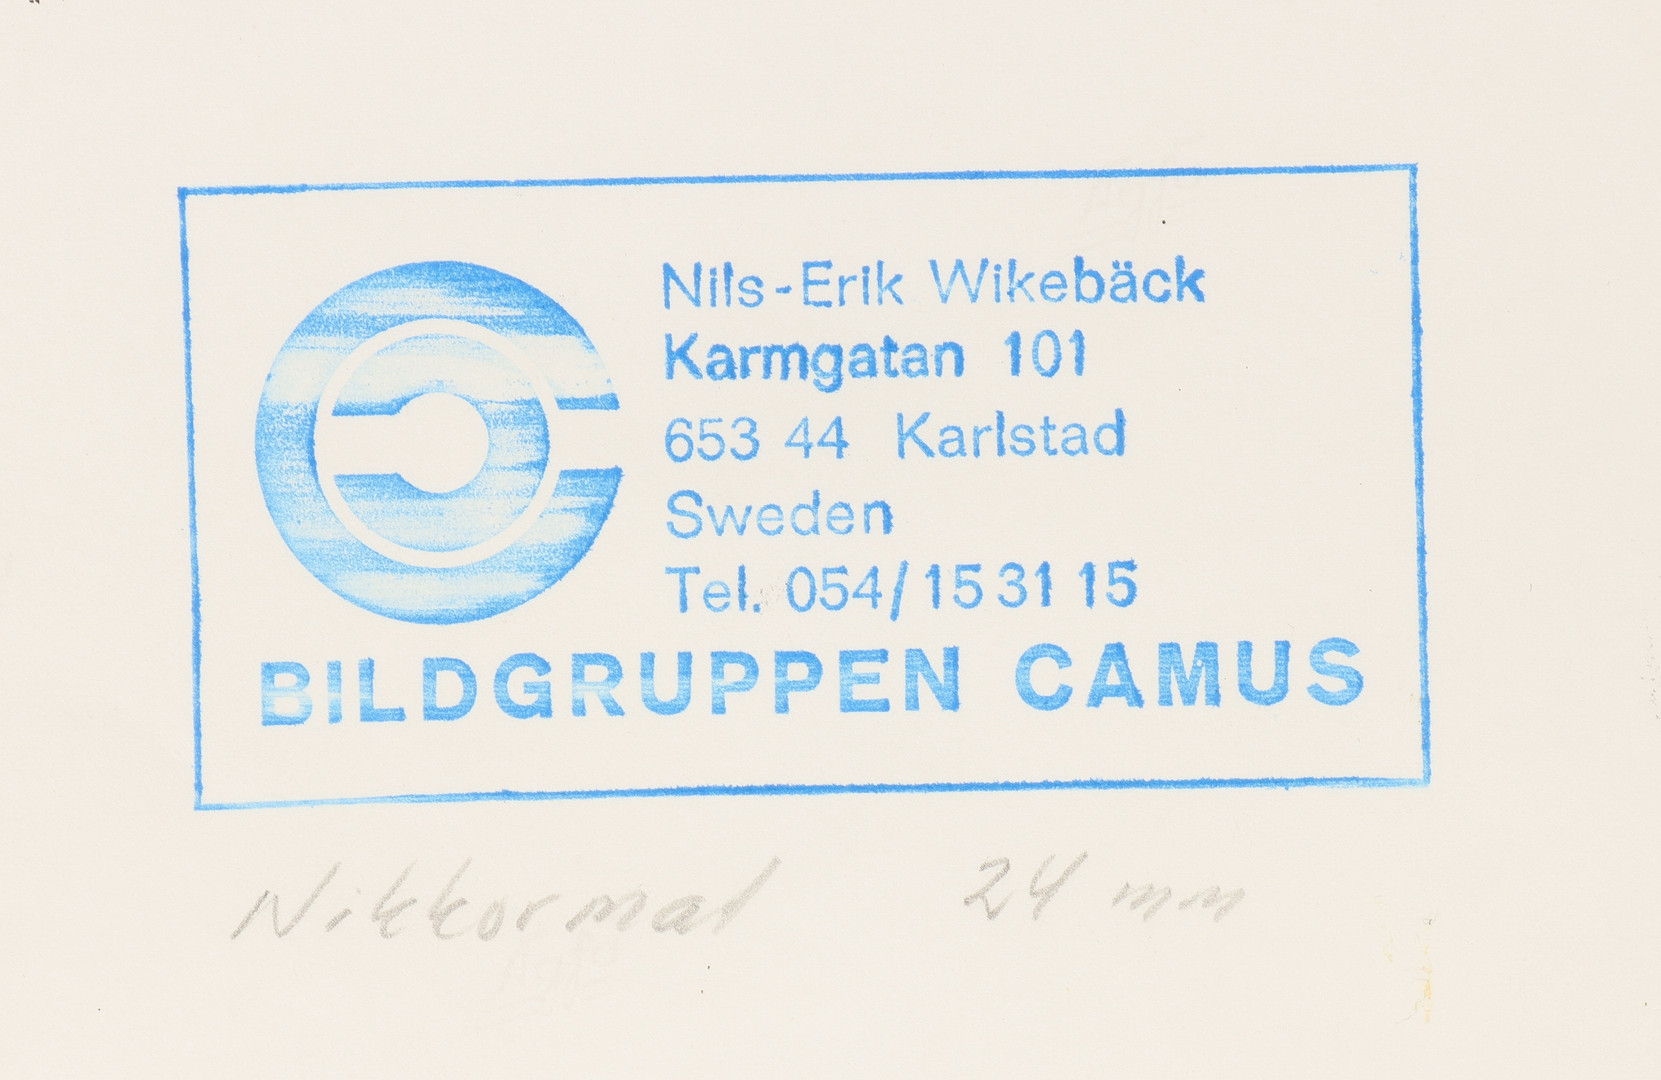 Nils-Erik Wikebäck
Karmgatan 101
653 44 Karlstad
Sweden
Tel. 054/15 31 15
BILDGRUPPEN CAMUS
Nikkormat 24 mm